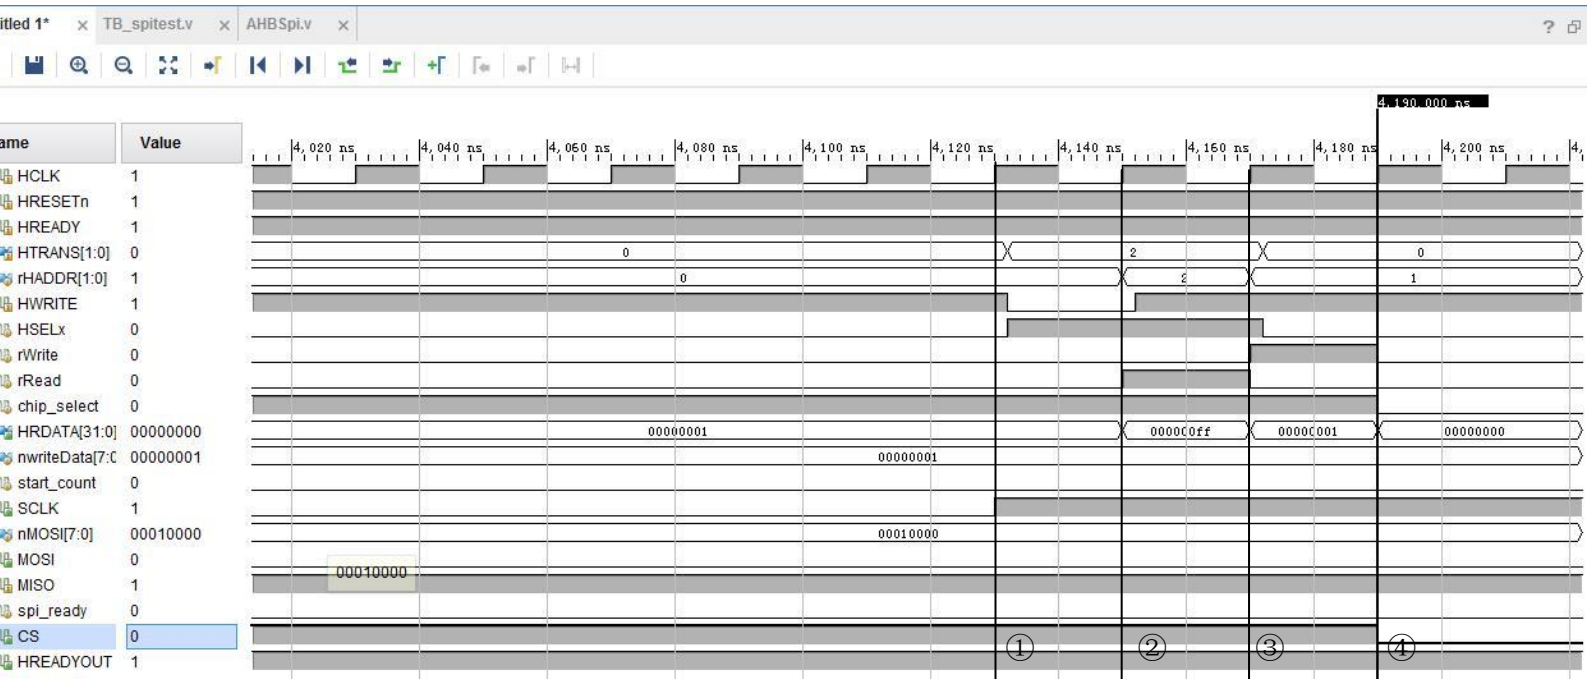 itled 1* × TB_spitest.v × AHBSpi.v × ?
4,190.000 ns
ame Value 4,020 ns 4,040 ns 4,060 ns 4,080 ns 4,100 ns 4,120 ns 4,140 ns 4,160 ns 4,180 ns 4,200 ns 4,
HCLK 1
HRESETn 1
HREADY 1
HTRANS[1:0] 0 0 2 0
rHADDR[1:0] 1 0 2 1
HWRITE 1
HSELx 0
rWrite 0
rRead 0
chip_select 0
HRDATA[31:0] 00000000 00000001 000000ff 00000001 00000000
nwriteData[7:0 00000001 00000001
start_count 0
SCLK 1
nMOSI[7:0] 00010000 00010000
MOSI 0
00010000
MISO 1
spi_ready 0
CS 0
① ② ③ ④
HREADYOUT 1